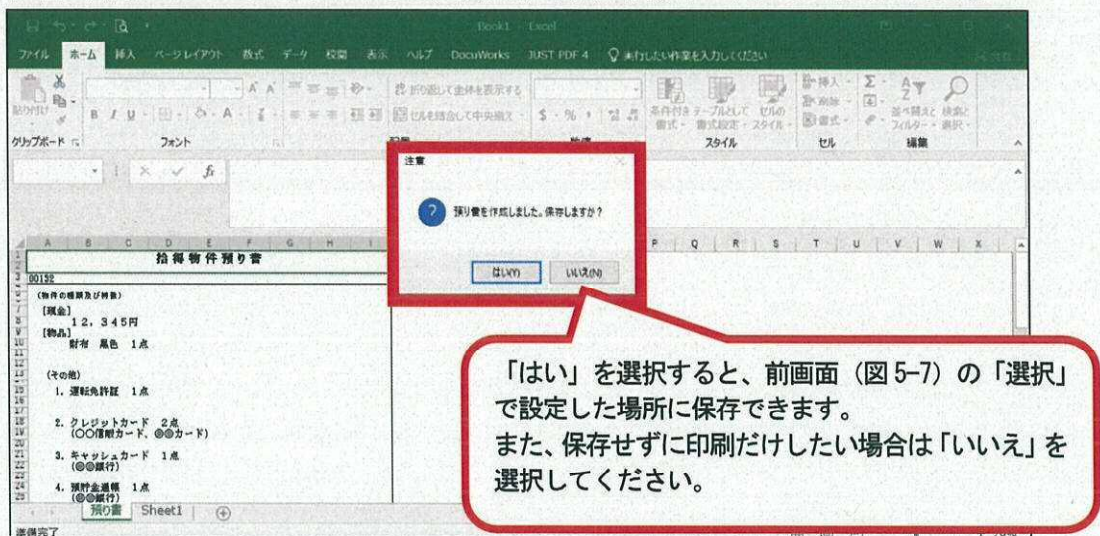 Book1 - Excel
ファイル ホーム 挿入 ページレイアウト 数式 データ 校閲 表示 ヘルプ DocuWorks JUST PDF 4 実行したい作業を入力してください
折り返して全体を表示する
挿入
貼り付け
B I U
セルを結合して中央揃え
$ % ,
条件付き書式 テーブルとして書式設定 セルのスタイル
削除
書式
並べ替えとフィルター 検索と選択
クリップボード フォント 配置 数値 スタイル セル 編集
fx
注意
預り書を作成しました。保存しますか?
はい(Y) いいえ(N)
A B C D E F G H I P Q R S T U V W X
拾得物件預り書
00152
(物件の種類及び特徴)
[現金]
12,345円
[物品]
財布 黒色 1点
(その他)
1. 運転免許証 1点
2. クレジットカード 2点
(〇〇信販カード、◎◎カード)
3. キャッシュカード 1点
(◎◎銀行)
4. 預貯金通帳 1点
(◎◎銀行)
預り書 Sheet1
準備完了
「はい」を選択すると、前画面(図5-7)の「選択」
で設定した場所に保存できます。
また、保存せずに印刷だけしたい場合は「いいえ」を
選択してください。